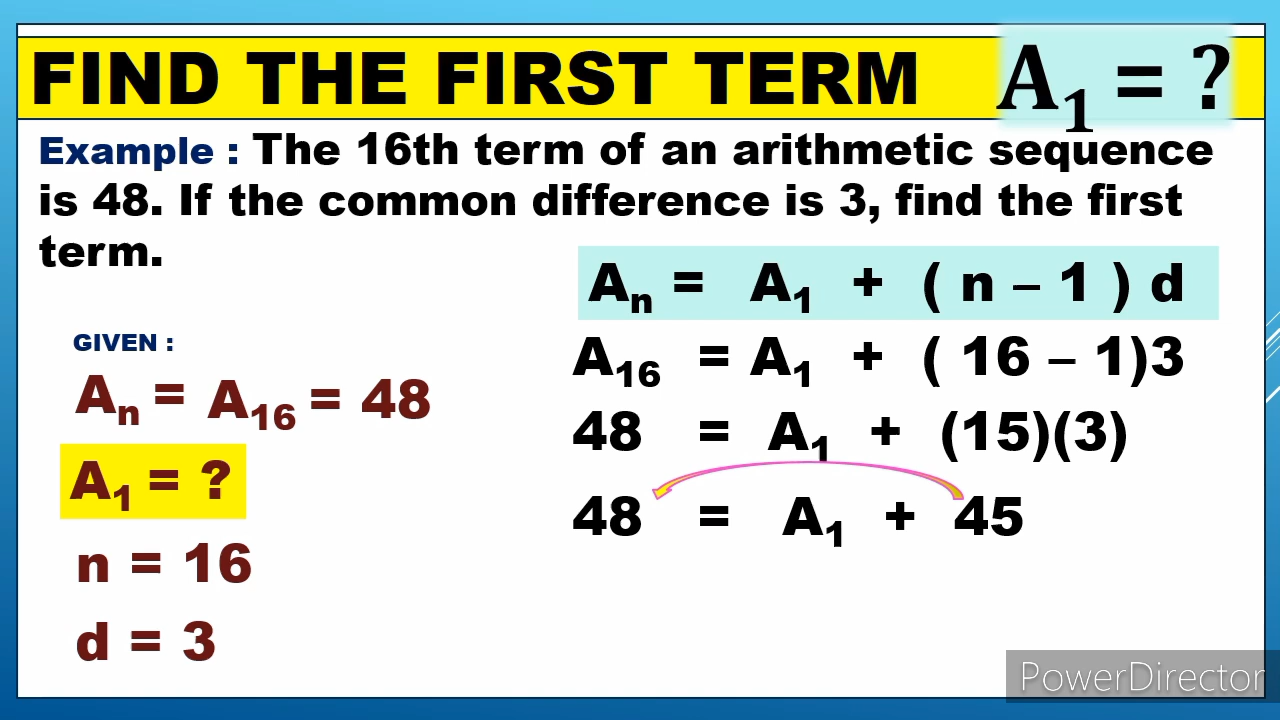 FIND THE FIRST TERM A₁ = ?
Example : The 16th term of an arithmetic sequence
is 48. If the common difference is 3, find the first
term.
Aₙ = A₁ + ( n – 1 ) d
GIVEN :
A₁₆ = A₁ + ( 16 – 1)3
Aₙ = A₁₆ = 48
48 = A₁ + (15)(3)
A₁ = ?
48 = A₁ + 45
n = 16
d = 3
PowerDirector